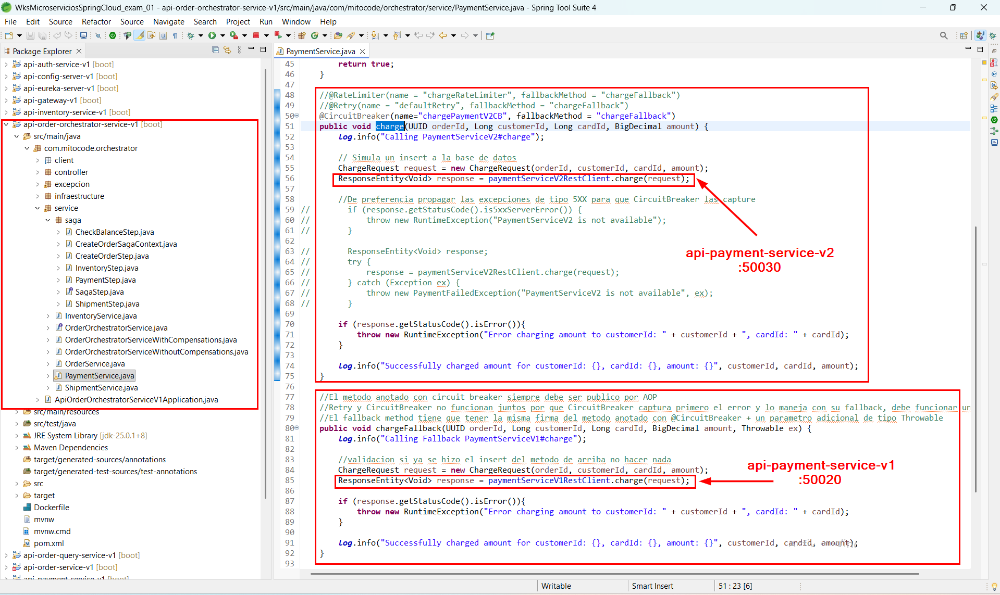 WksMicroserviciosSpringCloud_exam_01 - api-order-orchestrator-service-v1/src/main/java/com/mitocode/orchestrator/service/PaymentService.java - Spring Tool Suite 4
File Edit Source Refactor Source Navigate Search Project Run Window Help
Package Explorer
api-auth-service-v1 [boot]
api-config-server-v1 [boot]
api-eureka-server-v1 [boot]
api-gateway-v1 [boot]
api-inventory-service-v1 [boot]
api-order-orchestrator-service-v1 [boot]
src/main/java
com.mitocode.orchestrator
client
controller
excepcion
infraestructure
service
saga
CheckBalanceStep.java
CreateOrderSagaContext.java
CreateOrderStep.java
InventoryStep.java
PaymentStep.java
SagaStep.java
ShipmentStep.java
InventoryService.java
OrderOrchestratorService.java
OrderOrchestratorServiceWithCompensations.java
OrderOrchestratorServiceWithoutCompensations.java
OrderService.java
PaymentService.java
ShipmentService.java
ApiOrderOrchestratorServiceV1Application.java
src/main/resources
src/test/java
JRE System Library [jdk-25.0.1+8]
Maven Dependencies
target/generated-sources/annotations
target/generated-test-sources/test-annotations
src
target
Dockerfile
mvnw
mvnw.cmd
pom.xml
api-order-query-service-v1 [boot]
api-order-service-v1 [boot]
api-payment-service-v1 [boot]
PaymentService.java
45 return true;
46 }
47
48 //@RateLimiter(name = "chargeRateLimiter", fallbackMethod = "chargeFallback")
49 //@Retry(name = "defaultRetry", fallbackMethod = "chargeFallback")
50 @CircuitBreaker(name="chargePaymentV2CB", fallbackMethod = "chargeFallback")
51 public void charge(UUID orderId, Long customerId, Long cardId, BigDecimal amount) {
52 log.info("Calling PaymentServiceV2#charge");
53
54 // Simula un insert a la base de datos
55 ChargeRequest request = new ChargeRequest(orderId, customerId, cardId, amount);
56 ResponseEntity<Void> response = paymentServiceV2RestClient.charge(request);
57
58 //De preferencia propagar las excepciones de tipo 5XX para que CircuitBreaker las capture
59 // if (response.getStatusCode().is5xxServerError()) {
60 // throw new RuntimeException("PaymentServiceV2 is not available");
61 // }
62
63 // ResponseEntity<Void> response;
64 // try {
65 // response = paymentServiceV2RestClient.charge(request);
66 // } catch (Exception ex) {
67 // throw new PaymentFailedException("PaymentServiceV2 is not available", ex);
68 // }
69
70 if (response.getStatusCode().isError()){
71 throw new RuntimeException("Error charging amount to customerId: " + customerId + ", cardId: " + cardId);
72 }
73
74 log.info("Successfully charged amount for customerId: {}, cardId: {}, amount: {}", customerId, cardId, amount);
75 }
76
77 //El metodo anotado con circuit breaker siempre debe ser publico por AOP
78 //Retry y CircuitBreaker no funcionan juntos por que CircuitBreaker captura primero el error y lo maneja con su fallback, debe funcionar un
79 //El fallback method tiene que tener la misma firma del metodo anotado con @CircuitBreaker + un parametro adicional de tipo Throwable
80 public void chargeFallback(UUID orderId, Long customerId, Long cardId, BigDecimal amount, Throwable ex) {
81 log.info("Calling Fallback PaymentServiceV1#charge");
82
83 //validacion si ya se hizo el insert del metodo de arriba no hacer nada
84 ChargeRequest request = new ChargeRequest(orderId, customerId, cardId, amount);
85 ResponseEntity<Void> response = paymentServiceV1RestClient.charge(request);
86
87 if (response.getStatusCode().isError()){
88 throw new RuntimeException("Error charging amount to customerId: " + customerId + ", cardId: " + cardId);
89 }
90
91 log.info("Successfully charged amount for customerId: {}, cardId: {}, amount: {}", customerId, cardId, amount);
92 }
93
api-payment-service-v2
:50030
api-payment-service-v1
:50020
Writable
Smart Insert
51 : 23 [6]